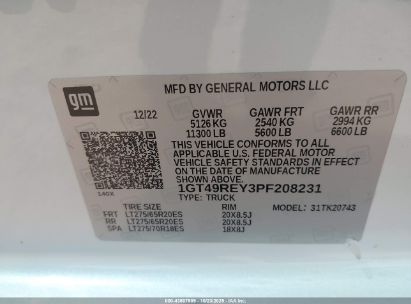 gm
MFD BY GENERAL MOTORS LLC
12/22 GVWR GAWR FRT GAWR RR
5126 KG 2540 KG 2994 KG
11300 LB 5600 LB 6600 LB
THIS VEHICLE CONFORMS TO ALL
APPLICABLE U.S. FEDERAL MOTOR
VEHICLE SAFETY STANDARDS IN EFFECT ON
THE DATE OF MANUFACTURE SHOWN ABOVE.
1GT49REY3PF208231
140X TYPE: TRUCK
TIRE SIZE RIM MODEL: 31TK20743
FRT LT275/65R20ES 20X8.5J
RR LT275/65R20ES 20X8.5J
SPA LT275/70R18ES 18X8J